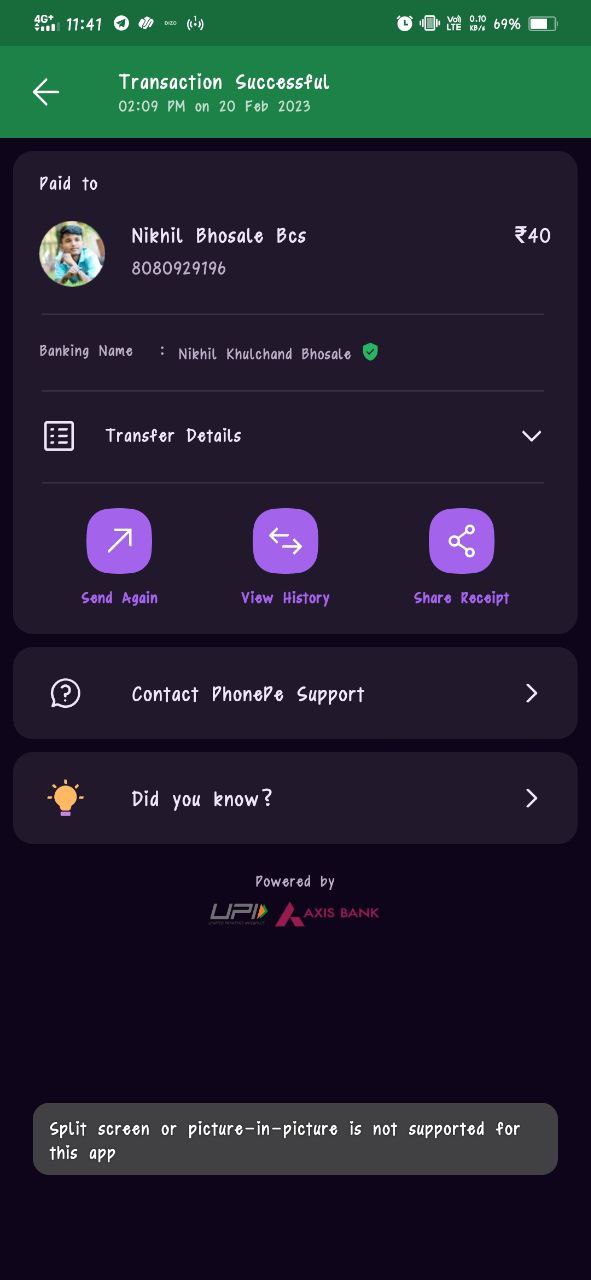 4G+ 11:41 DIZO Vo) LTE 0.10 KB/s 69%
Transaction Successful
02:09 PM on 20 Feb 2023
Paid to
Nikhil Bhosale Bcs ₹40
8080929196
Banking Name : Nikhil Khulchand Bhosale
Transfer Details
Send Again View History Share Receipt
Contact PhonePe Support
Did you know?
Powered by
UPI AXIS BANK
Split screen or picture-in-picture is not supported for
this app